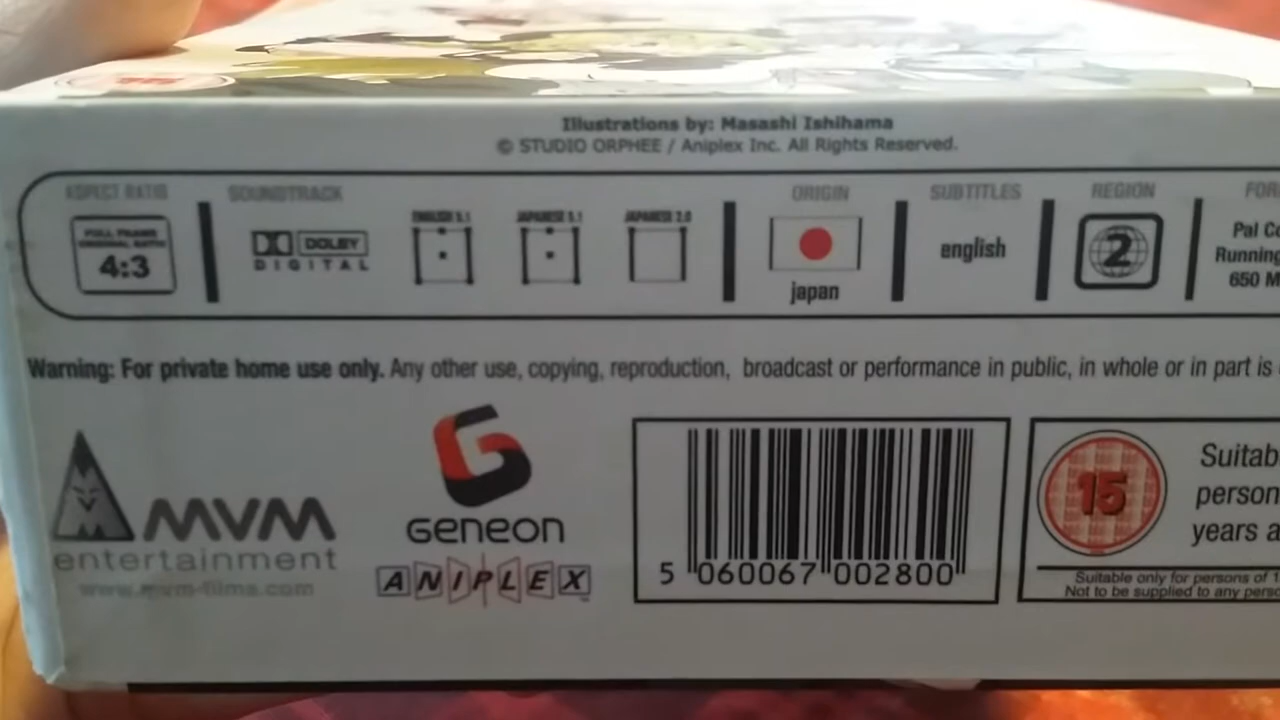 Illustrations by: Masashi Ishihama
© STUDIO ORPHEE / Aniplex Inc. All Rights Reserved.
ASPECT RATIO
SOUNDTRACK
ORIGIN
SUBTITLES
REGION
FOR
FULL FRAME
ORIGINAL RATIO
4:3
DOLBY
DIGITAL
ENGLISH 5.1
JAPANESE 5.1
JAPANESE 2.0
japan
english
2
Pal Co
Running
650 M
Warning: For private home use only. Any other use, copying, reproduction, broadcast or performance in public, in whole or in part is
MVM
entertainment
www.mvm-films.com
GENEON
ANIPLEX
5 060067 002800
15
Suitab
person
years a
Suitable only for persons of 1
Not to be supplied to any perso